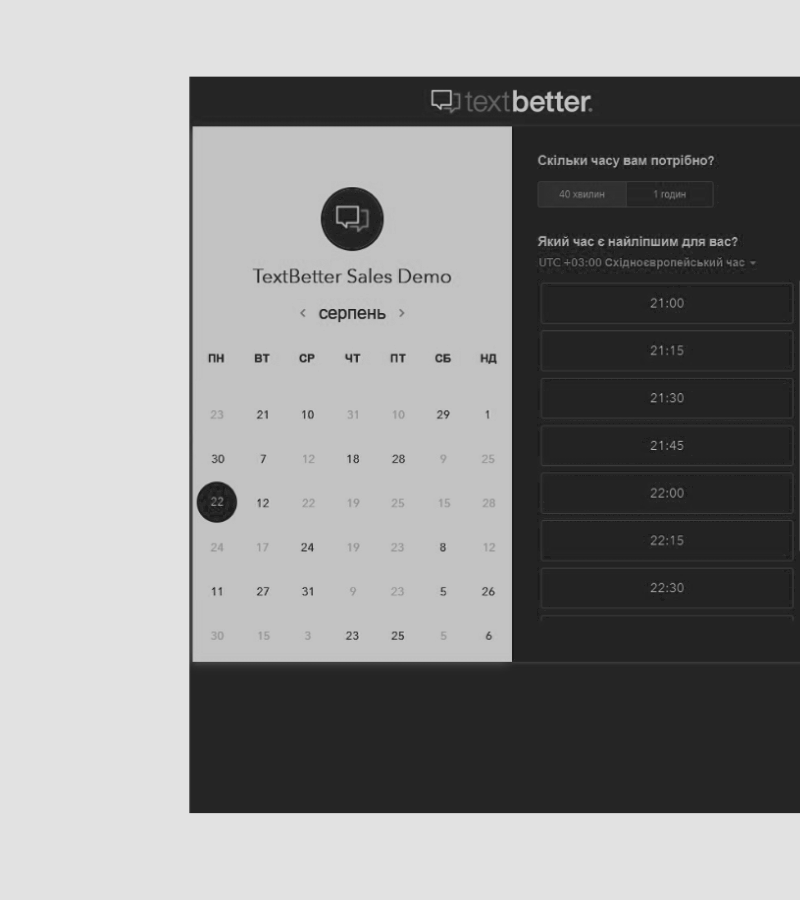 textbetter.
TextBetter Sales Demo
серпень
ПН ВТ СР ЧТ ПТ СБ НД
23 21 10 31 10 29 1
30 7 12 18 28 9 25
22 12 22 19 25 15 28
24 17 24 19 23 8 12
11 27 31 9 23 5 26
30 15 3 23 25 5 6
Скільки часу вам потрібно?
40 хвилин 1 годин
Який час є найліпшим для вас?
UTC +03:00 Східноєвропейський час
21:00
21:15
21:30
21:45
22:00
22:15
22:30